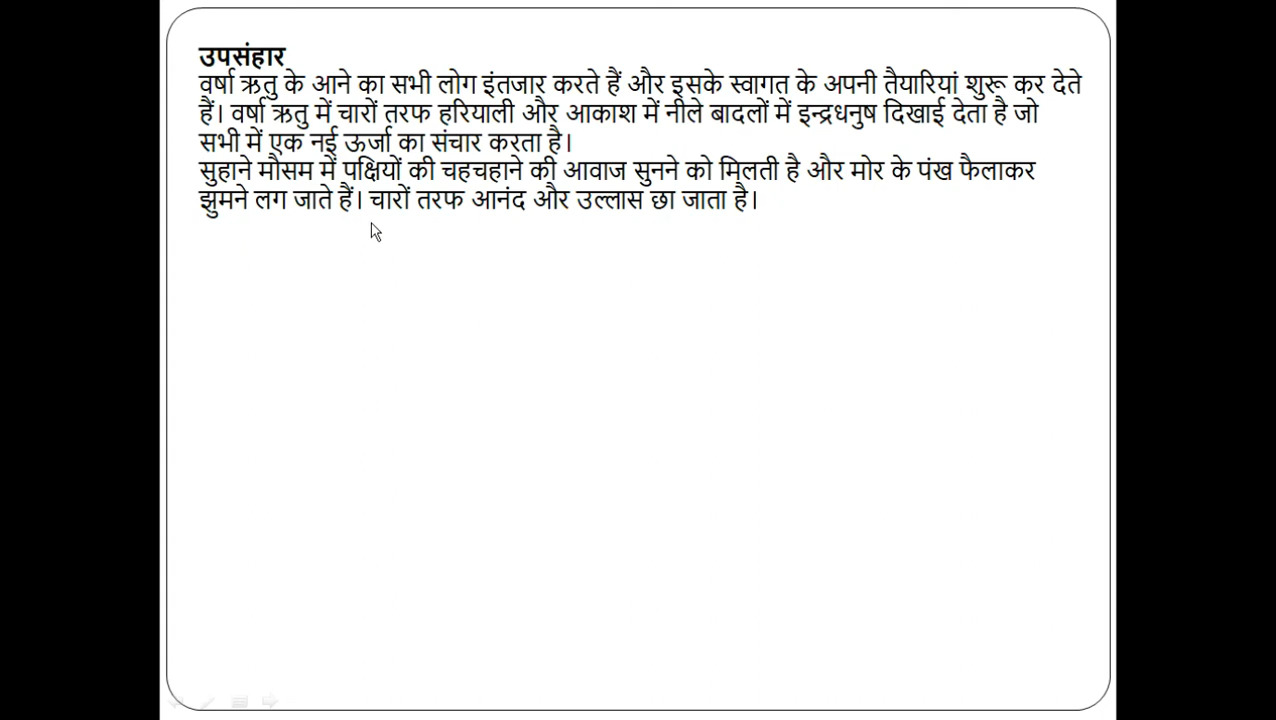 उपसंहार
वर्षा ऋतु के आने का सभी लोग इंतजार करते हैं और इसके स्वागत के अपनी तैयारियां शुरू कर देते
हैं। वर्षा ऋतु में चारों तरफ हरियाली और आकाश में नीले बादलों में इन्द्रधनुष दिखाई देता है जो
सभी में एक नई ऊर्जा का संचार करता है।
सुहाने मौसम में पक्षियों की चहचहाने की आवाज सुनने को मिलती है और मोर के पंख फैलाकर
झुमने लग जाते हैं। चारों तरफ आनंद और उल्लास छा जाता है।